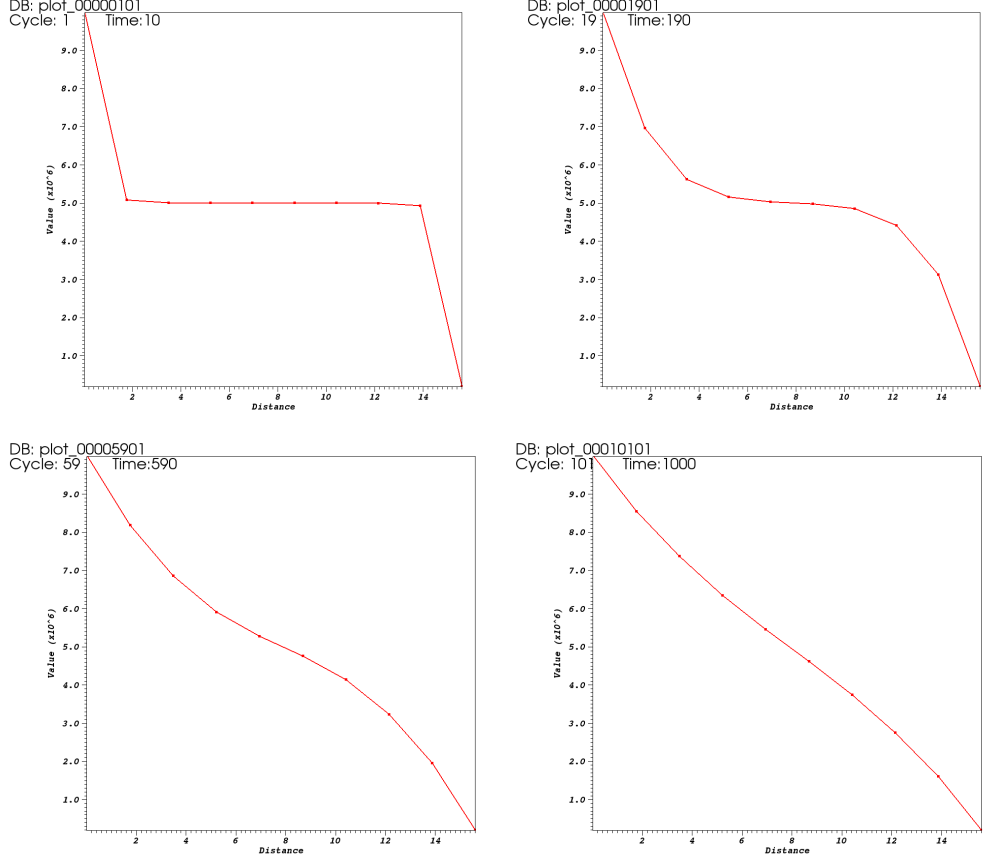 DB: plot_00000101
Cycle: 1 Time:10
9.0
8.0
7.0
6.0
5.0
4.0
3.0
2.0
1.0
Value (x10^6)
2 4 6 8 10 12 14
Distance
DB: plot_00001901
Cycle: 19 Time:190
9.0
8.0
7.0
6.0
5.0
4.0
3.0
2.0
1.0
Value (x10^6)
2 4 6 8 10 12 14
Distance
DB: plot_00005901
Cycle: 59 Time:590
9.0
8.0
7.0
6.0
5.0
4.0
3.0
2.0
1.0
Value (x10^6)
2 4 6 8 10 12 14
Distance
DB: plot_00010101
Cycle: 101 Time:1000
9.0
8.0
7.0
6.0
5.0
4.0
3.0
2.0
1.0
Value (x10^6)
2 4 6 8 10 12 14
Distance